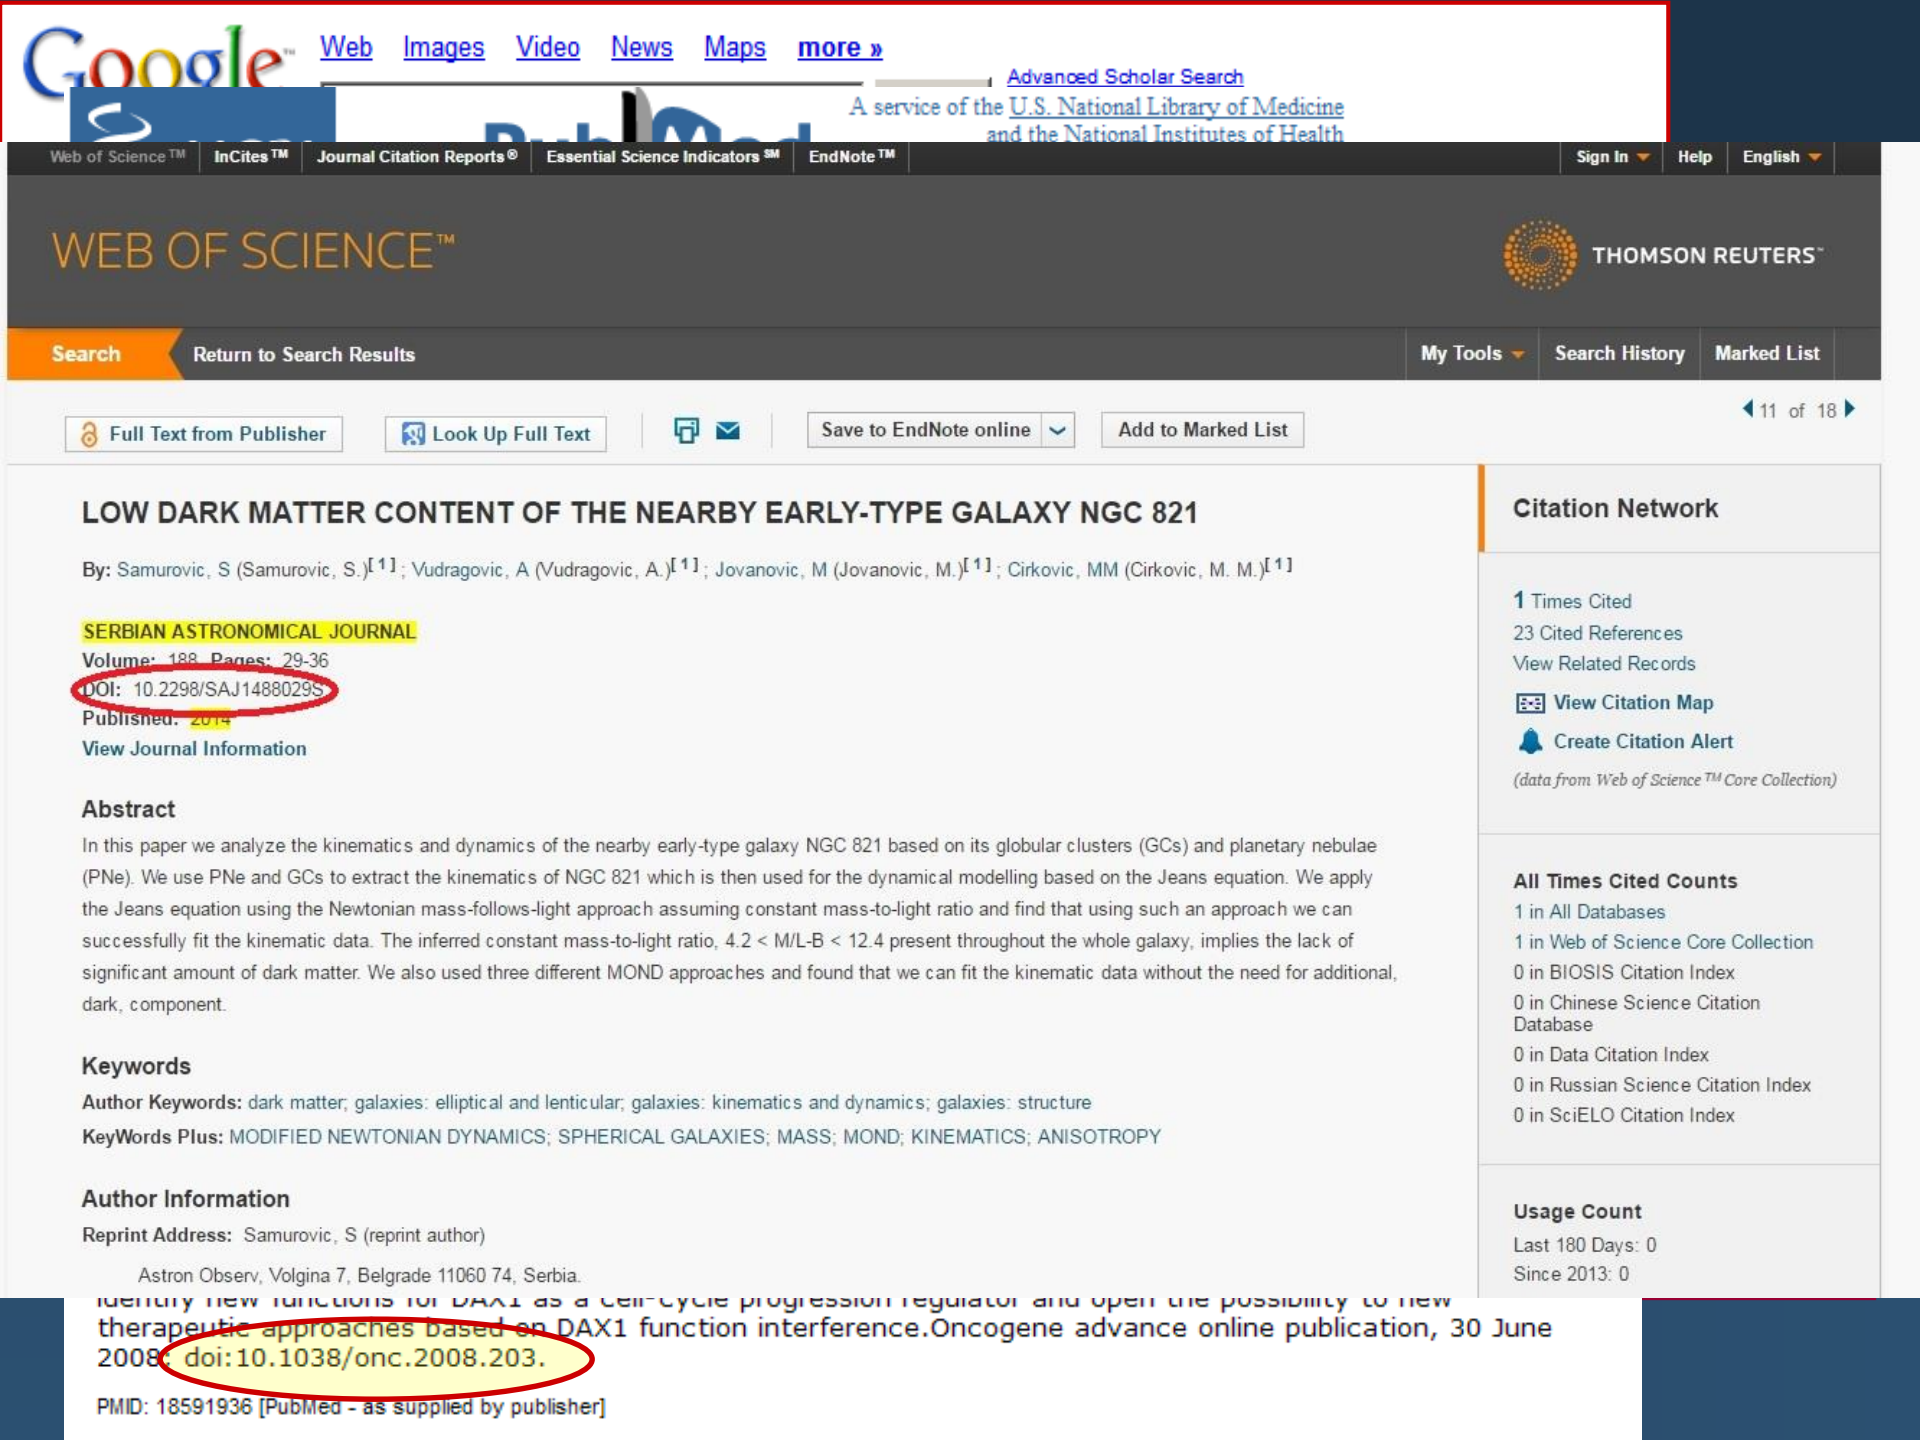 Google™ Web Images Video News Maps more »
Advanced Scholar Search
A service of the U.S. National Library of Medicine
PubMed and the National Institutes of Health
Web of Science™ InCites™ Journal Citation Reports® Essential Science Indicators℠ EndNote™ Sign In Help English
WEB OF SCIENCE™ THOMSON REUTERS™
Search Return to Search Results My Tools Search History Marked List
Full Text from Publisher Look Up Full Text Save to EndNote online Add to Marked List 11 of 18
LOW DARK MATTER CONTENT OF THE NEARBY EARLY-TYPE GALAXY NGC 821
By: Samurovic, S (Samurovic, S.)[ 1 ] ; Vudragovic, A (Vudragovic, A.)[ 1 ] ; Jovanovic, M (Jovanovic, M.)[ 1 ] ; Cirkovic, MM (Cirkovic, M. M.)[ 1 ]
SERBIAN ASTRONOMICAL JOURNAL
Volume: 188 Pages: 29-36
DOI: 10.2298/SAJ1488029S
Published: 2014
View Journal Information
Abstract
In this paper we analyze the kinematics and dynamics of the nearby early-type galaxy NGC 821 based on its globular clusters (GCs) and planetary nebulae
(PNe). We use PNe and GCs to extract the kinematics of NGC 821 which is then used for the dynamical modelling based on the Jeans equation. We apply
the Jeans equation using the Newtonian mass-follows-light approach assuming constant mass-to-light ratio and find that using such an approach we can
successfully fit the kinematic data. The inferred constant mass-to-light ratio, 4.2 < M/L-B < 12.4 present throughout the whole galaxy, implies the lack of
significant amount of dark matter. We also used three different MOND approaches and found that we can fit the kinematic data without the need for additional,
dark, component.
Keywords
Author Keywords: dark matter; galaxies: elliptical and lenticular; galaxies: kinematics and dynamics; galaxies: structure
KeyWords Plus: MODIFIED NEWTONIAN DYNAMICS; SPHERICAL GALAXIES; MASS; MOND; KINEMATICS; ANISOTROPY
Author Information
Reprint Address: Samurovic, S (reprint author)
Astron Observ, Volgina 7, Belgrade 11060 74, Serbia.
Citation Network
1 Times Cited
23 Cited References
View Related Records
View Citation Map
Create Citation Alert
(data from Web of Science™ Core Collection)
All Times Cited Counts
1 in All Databases
1 in Web of Science Core Collection
0 in BIOSIS Citation Index
0 in Chinese Science Citation
Database
0 in Data Citation Index
0 in Russian Science Citation Index
0 in SciELO Citation Index
Usage Count
Last 180 Days: 0
Since 2013: 0
identify new functions for DAX1 as a cell-cycle progression regulator and open the possibility to new
therapeutic approaches based on DAX1 function interference.Oncogene advance online publication, 30 June
2008; doi:10.1038/onc.2008.203.
PMID: 18591936 [PubMed - as supplied by publisher]